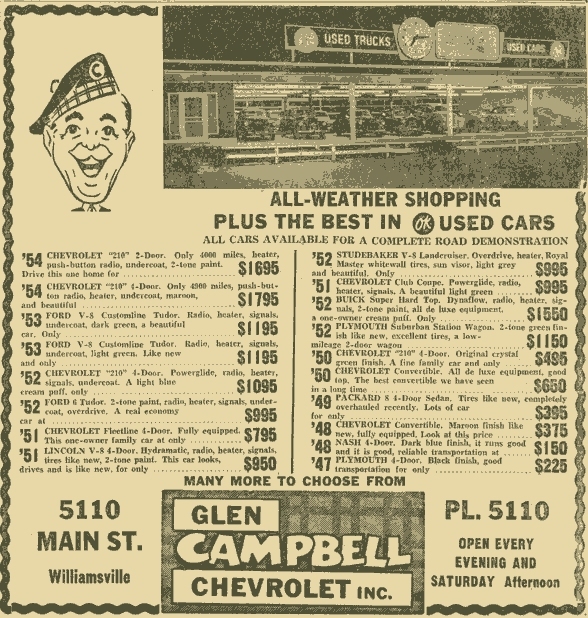 USED TRUCKS
USED CARS
C
ALL-WEATHER SHOPPING
PLUS THE BEST IN OK USED CARS
ALL CARS AVAILABLE FOR A COMPLETE ROAD DEMONSTRATION
'54 CHEVROLET "210" 2-Door. Only 4000 miles, heater,
push-button radio, undercoat, 2-tone paint.
Drive this one home for $1695
'54 CHEVROLET "210" 4-Door. Only 4900 miles, push-but-
ton radio, heater, undercoat, maroon,
and beautiful $1795
'53 FORD V-8 Customline Tudor. Radio, heater, signals,
undercoat, dark green, a beautiful
car. Only $1195
'53 FORD V-8 Customline Tudor. Radio, heater, signals,
undercoat, light green. Like new
and only $1195
'52 CHEVROLET "210" 4-Door. Powerglide, radio, heater,
signals, undercoat. A light blue
cream puff, only $1095
'52 FORD 6 Tudor. 2-tone paint, radio, heater, signals, under-
coat, overdrive. A real economy
car at $995
'51 CHEVROLET Fleetline 4-Door. Fully equipped.
This one-owner family car at only $795
'51 LINCOLN V-8 4-Door. Hydramatic, radio, heater, signals,
tires like new, 2-tone paint. This car looks,
drives and is like new, for only $950
'52 STUDEBAKER V-8 Landcruiser. Overdrive, heater, Royal
Master whitewall tires, sun visor, light grey
and beautiful. Only $995
'51 CHEVROLET Club Coupe. Powerglide, radio,
heater, signals. A beautiful light green $995
'52 BUICK Super Hard Top. Dynaflow, radio, heater, sig-
nals, 2-tone paint, all de luxe equipment,
a one-owner cream puff. Only $1550
'52 PLYMOUTH Suburban Station Wagon. 2-tone green fin-
ish like new, excellent tires, a low-
mileage 2-door wagon $1150
'50 CHEVROLET "210" 4-Door. Original crystal
green finish. A fine family car and only $495
'50 CHEVROLET Convertible. All de luxe equipment, good
top. The best convertible we have seen
in a long time $650
'49 PACKARD 8 4-Door Sedan. Tires like new, completely
overhauled recently. Lots of car
for only $395
'48 CHEVROLET Convertible. Maroon finish like
new, fully equipped. Look at this price $375
'48 NASH 4-Door. Dark blue finish, it runs good
and it is good, reliable transportation at $150
'47 PLYMOUTH 4-Door. Black finish, good
transportation for only $225
MANY MORE TO CHOOSE FROM
5110
MAIN ST.
Williamsville
GLEN
CAMPBELL
CHEVROLET INC.
PL. 5110
OPEN EVERY
EVENING AND
SATURDAY Afternoon